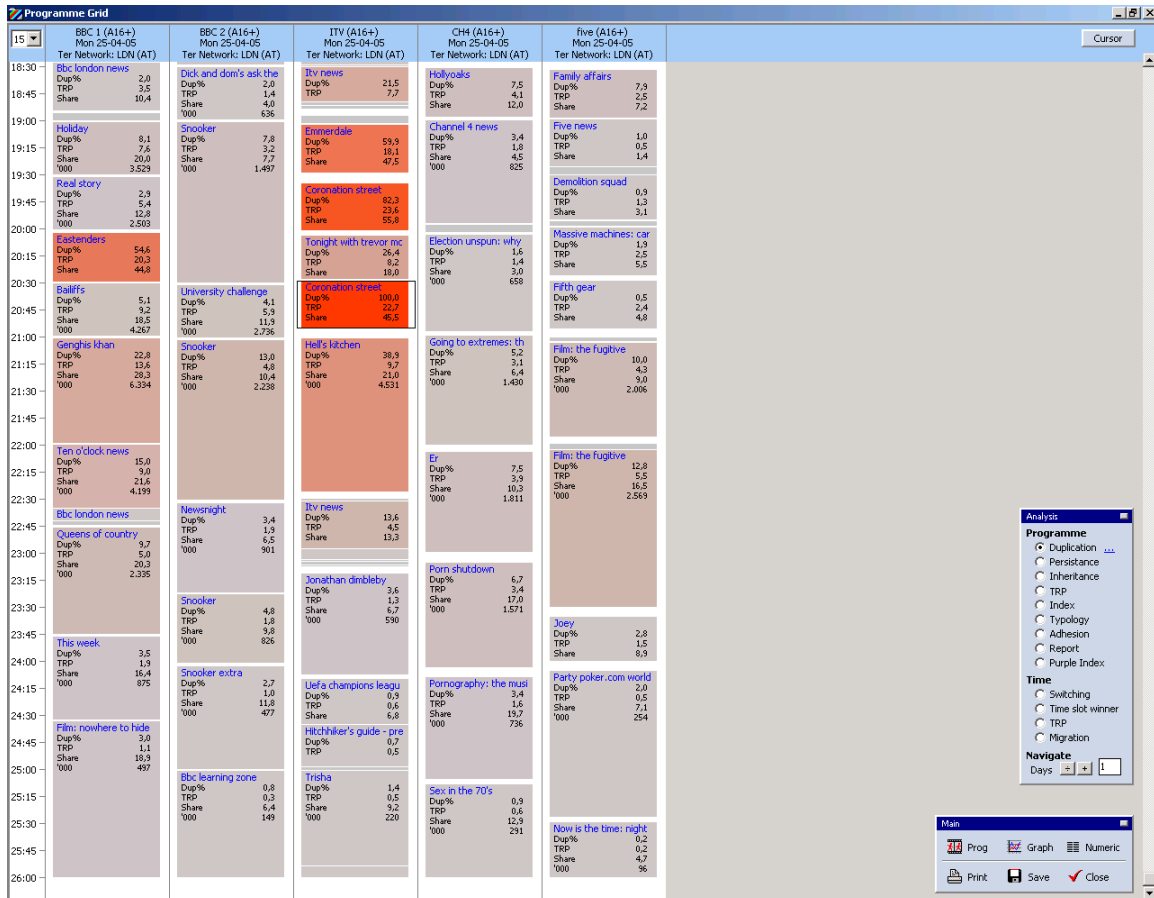 Programme Grid
15
BBC 1 (A16+)
Mon 25-04-05
Ter Network: LDN (AT)
BBC 2 (A16+)
Mon 25-04-05
Ter Network: LDN (AT)
ITV (A16+)
Mon 25-04-05
Ter Network: LDN (AT)
CH4 (A16+)
Mon 25-04-05
Ter Network: LDN (AT)
five (A16+)
Mon 25-04-05
Ter Network: LDN (AT)
Cursor
18:30
18:45
19:00
19:15
19:30
19:45
20:00
20:15
20:30
20:45
21:00
21:15
21:30
21:45
22:00
22:15
22:30
22:45
23:00
23:15
23:30
23:45
24:00
24:15
24:30
24:45
25:00
25:15
25:30
25:45
26:00
Bbc london news
Dup% 2,0
TRP 3,5
Share 10,4
Holiday
Dup% 8,1
TRP 7,6
Share 20,0
'000 3.529
Real story
Dup% 2,9
TRP 5,4
Share 12,8
'000 2.503
Eastenders
Dup% 54,6
TRP 20,3
Share 44,8
Bailiffs
Dup% 5,1
TRP 9,2
Share 18,5
'000 4.267
Genghis khan
Dup% 22,8
TRP 13,6
Share 28,3
'000 6.334
Ten o'clock news
Dup% 15,0
TRP 9,0
Share 21,6
'000 4.199
Bbc london news
Queens of country
Dup% 9,7
TRP 5,0
Share 20,3
'000 2.335
This week
Dup% 3,5
TRP 1,9
Share 16,4
'000 875
Film: nowhere to hide
Dup% 3,0
TRP 1,1
Share 18,9
'000 497
Dick and dom's ask the
Dup% 2,0
TRP 1,4
Share 4,0
'000 636
Snooker
Dup% 7,8
TRP 3,2
Share 7,7
'000 1.497
University challenge
Dup% 4,1
TRP 5,9
Share 11,9
'000 2.736
Snooker
Dup% 13,0
TRP 4,8
Share 10,4
'000 2.238
Newsnight
Dup% 3,4
TRP 1,9
Share 6,5
'000 901
Snooker
Dup% 4,8
TRP 1,8
Share 9,8
'000 826
Snooker extra
Dup% 2,7
TRP 1,0
Share 11,8
'000 477
Bbc learning zone
Dup% 0,8
TRP 0,3
Share 6,4
'000 149
Itv news
Dup% 21,5
TRP 7,7
Emmerdale
Dup% 59,9
TRP 18,1
Share 47,5
Coronation street
Dup% 82,3
TRP 23,6
Share 55,8
Tonight with trevor mc
Dup% 26,4
TRP 8,2
Share 18,0
Coronation street
Dup% 100,0
TRP 22,7
Share 45,5
Hell's kitchen
Dup% 38,9
TRP 9,7
Share 21,0
'000 4.531
Itv news
Dup% 13,6
TRP 4,5
Share 13,3
Jonathan dimbleby
Dup% 3,6
TRP 1,3
Share 6,7
'000 590
Uefa champions leagu
Dup% 0,9
TRP 0,6
Share 6,8
Hitchhiker's guide - pre
Dup% 0,7
TRP 0,5
Trisha
Dup% 1,4
TRP 0,5
Share 9,2
'000 220
Hollyoaks
Dup% 7,5
TRP 4,1
Share 12,0
Channel 4 news
Dup% 3,4
TRP 1,8
Share 4,5
'000 825
Election unspun: why
Dup% 1,6
TRP 1,4
Share 3,0
'000 658
Going to extremes: th
Dup% 5,2
TRP 3,1
Share 6,4
'000 1.430
Er
Dup% 7,5
TRP 3,9
Share 10,3
'000 1.811
Porn shutdown
Dup% 6,7
TRP 3,4
Share 17,0
'000 1.571
Pornography: the musi
Dup% 3,4
TRP 1,6
Share 19,7
'000 736
Sex in the 70's
Dup% 0,9
TRP 0,6
Share 12,9
'000 291
Family affairs
Dup% 7,9
TRP 2,5
Share 7,2
Five news
Dup% 1,0
TRP 0,5
Share 1,4
Demolition squad
Dup% 0,9
TRP 1,3
Share 3,1
Massive machines: car
Dup% 1,9
TRP 2,5
Share 5,5
Fifth gear
Dup% 0,5
TRP 2,4
Share 4,8
Film: the fugitive
Dup% 10,0
TRP 4,3
Share 9,0
'000 2.006
Film: the fugitive
Dup% 12,8
TRP 5,5
Share 16,5
'000 2.569
Joey
Dup% 2,8
TRP 1,5
Share 8,9
Party poker.com world
Dup% 2,0
TRP 0,5
Share 7,1
'000 254
Now is the time: night
Dup% 0,2
TRP 0,2
Share 4,7
'000 96
Analysis
Programme
Duplication ...
Persistance
Inheritance
TRP
Index
Typology
Adhesion
Report
Purple Index
Time
Switching
Time slot winner
TRP
Migration
Navigate
Days + + 1
Main
Prog Graph Numeric
Print Save Close